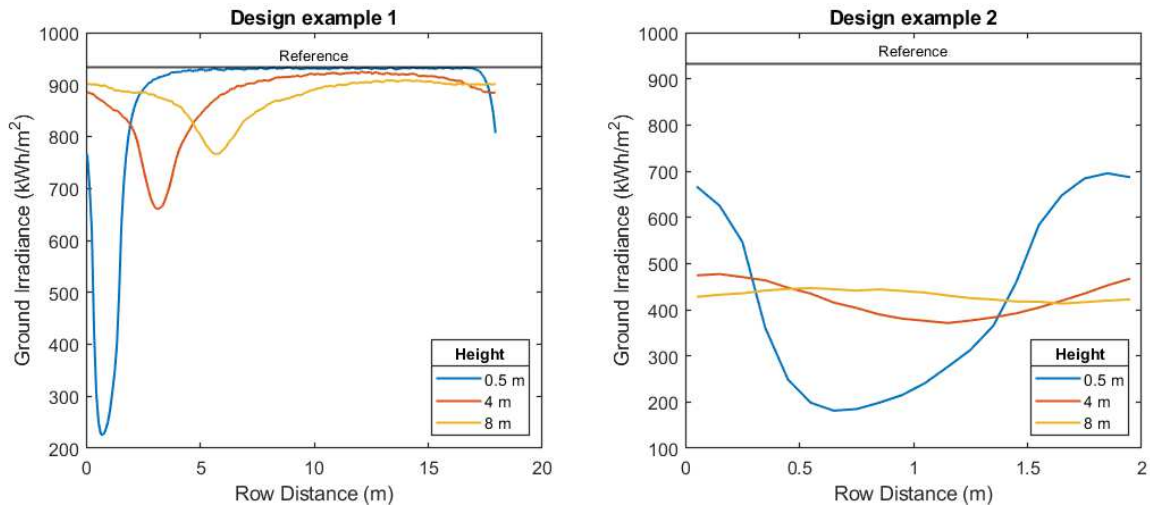 Design example 1
1000
900
800
700
600
500
400
300
200
Ground Irradiance (kWh/m²)
Reference
Height
0.5 m
4 m
8 m
0
5
10
15
20
Row Distance (m)
Design example 2
1000
900
800
700
600
500
400
300
200
100
Ground Irradiance (kWh/m²)
Reference
Height
0.5 m
4 m
8 m
0
0.5
1
1.5
2
Row Distance (m)